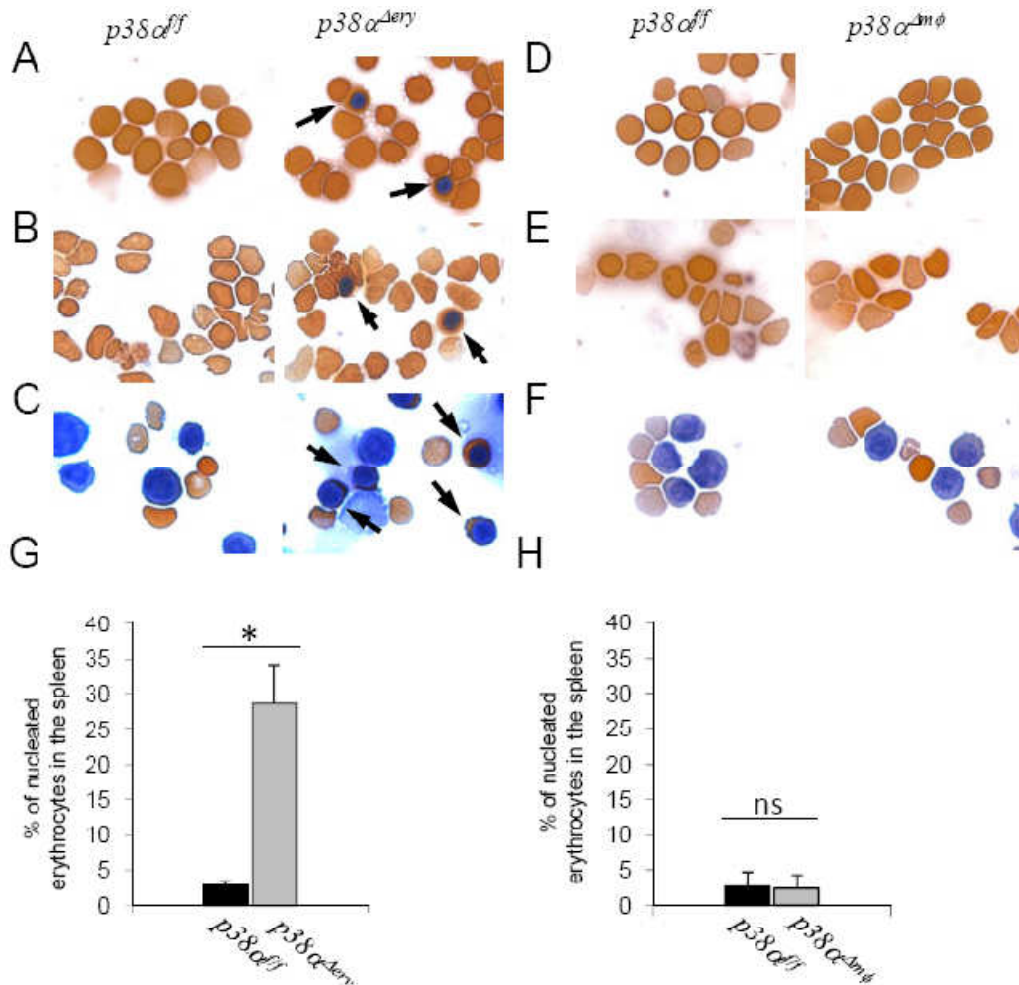 p38α^f/f p38α^Δery p38α^f/f p38α^Δmϕ
A D
B E
C F
G H
% of nucleated
erythrocytes in the spleen
40
35
30
25
20
15
10
5
0
*
p38α^f/f
p38α^Δery
% of nucleated
erythrocytes in the spleen
40
35
30
25
20
15
10
5
0
ns
p38α^f/f
p38α^Δmϕ